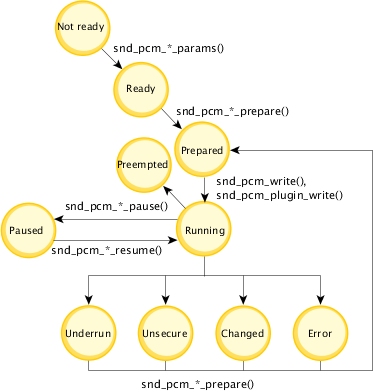 Not ready
snd_pcm_*_params()
Ready
snd_pcm_*_prepare()
Prepared
Preempted
snd_pcm_write(),
snd_pcm_plugin_write()
snd_pcm_*_pause()
Paused
Running
snd_pcm_*_resume()
Underrun
Unsecure
Changed
Error
snd_pcm_*_prepare()